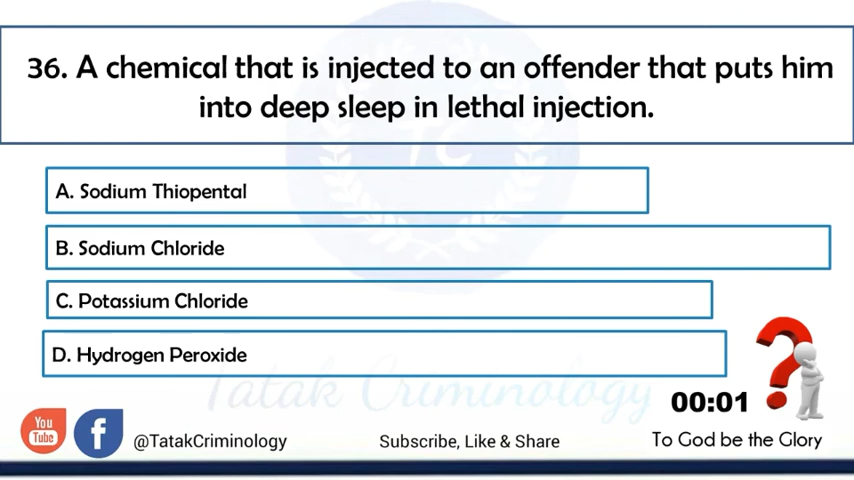 36. A chemical that is injected to an offender that puts him
into deep sleep in lethal injection.
TC
A. Sodium Thiopental
B. Sodium Chloride
C. Potassium Chloride
D. Hydrogen Peroxide
Tatak Criminology
00:01
You
Tube
f
@TatakCriminology
Subscribe, Like & Share
To God be the Glory